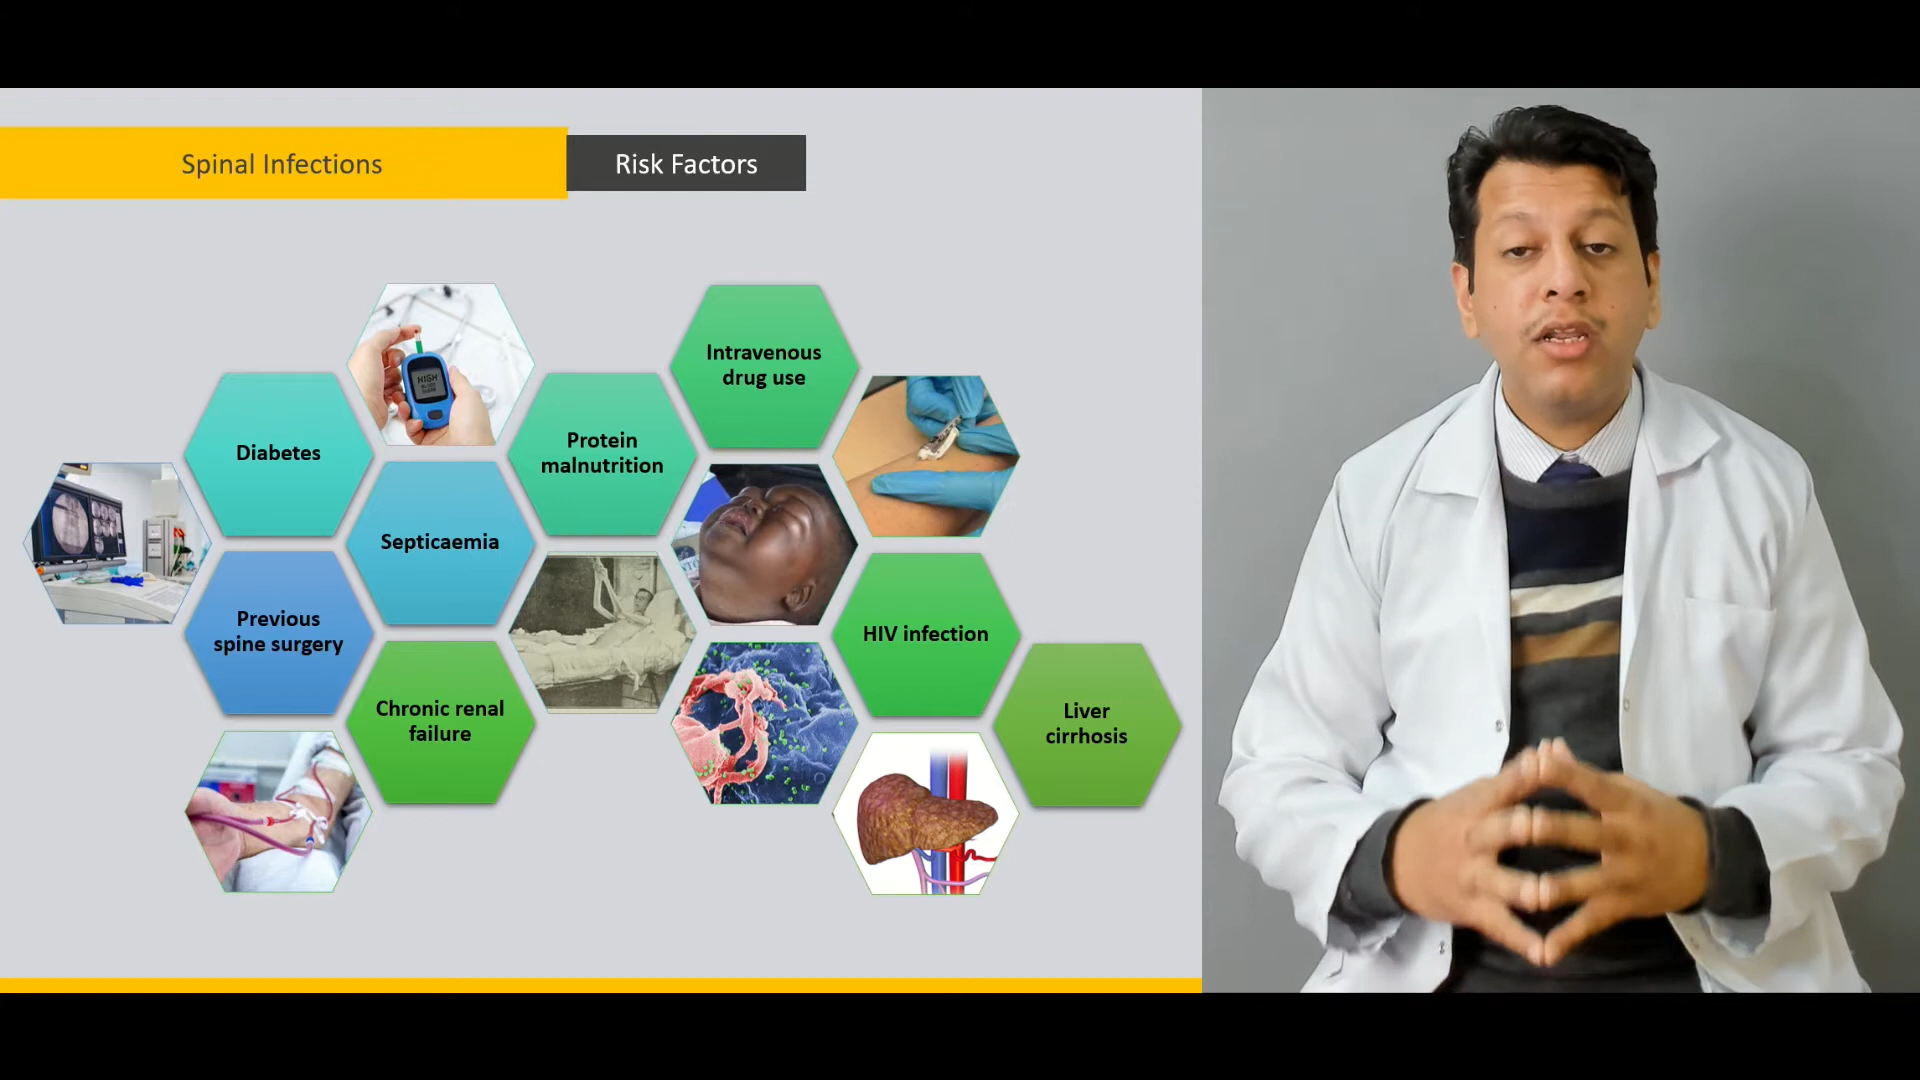 Spinal Infections
Risk Factors
Intravenous
drug use
HIGH
Protein
malnutrition
Diabetes
Septicaemia
Previous
spine surgery
HIV infection
Chronic renal
failure
Liver
cirrhosis